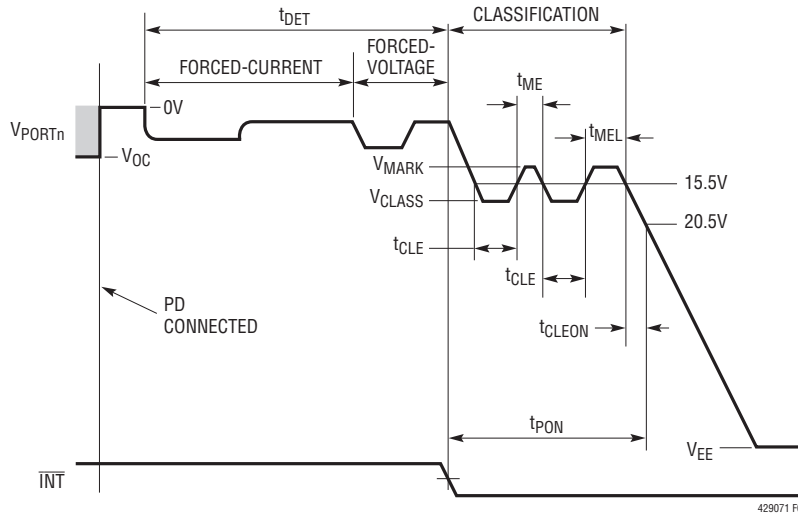 tDET
CLASSIFICATION
FORCED-CURRENT
FORCED-
VOLTAGE
tME
0V
tMEL
VPORTn
VOC
VMARK
15.5V
VCLASS
20.5V
tCLE
tCLE
PD
CONNECTED
tCLEON
tPON
VEE
INT
429071